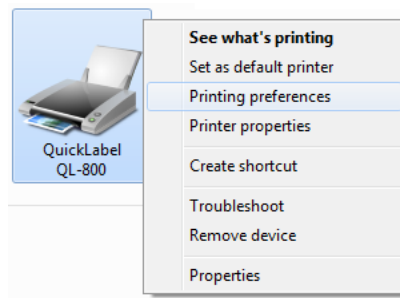 QuickLabel
QL-800
See what's printing
Set as default printer
Printing preferences
Printer properties
Create shortcut
Troubleshoot
Remove device
Properties